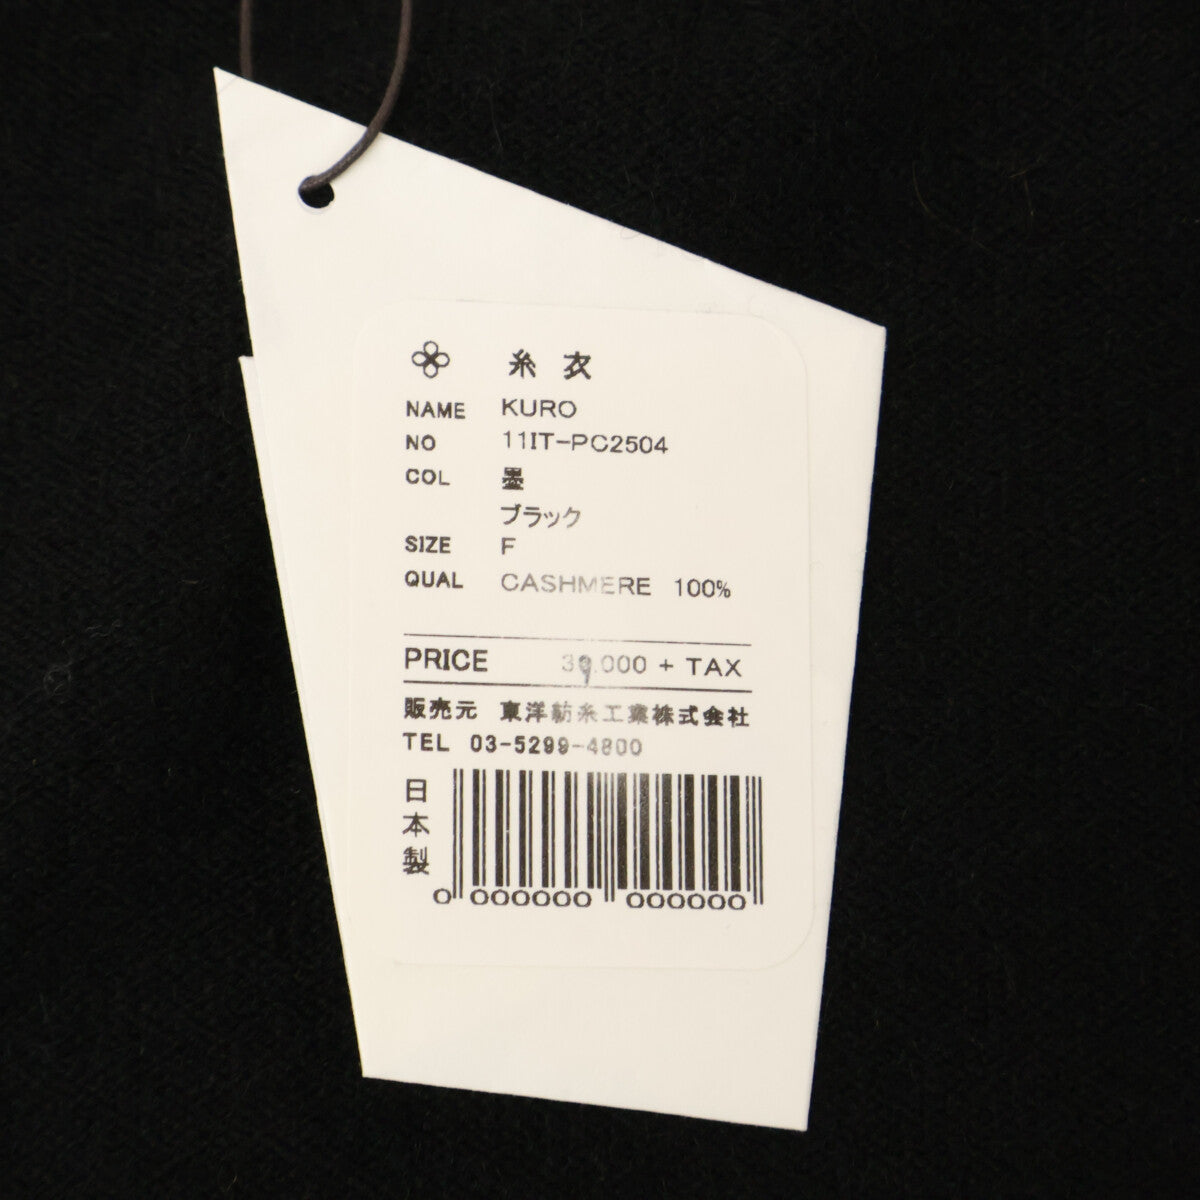 糸衣
NAME KURO
NO 11IT-PC2504
COL 墨
ブラック
SIZE F
QUAL CASHMERE 100%
PRICE 39,000 + TAX
販売元 東洋紡糸工業株式会社
TEL 03-5299-4800
日本製
0 000000 000000